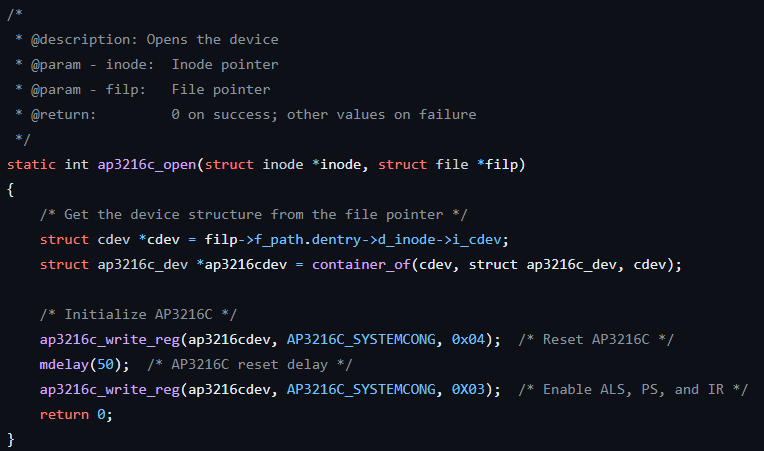 /*
 * @description: Opens the device
 * @param - inode:  Inode pointer
 * @param - filp:   File pointer
 * @return:         0 on success; other values on failure
 */
static int ap3216c_open(struct inode *inode, struct file *filp)
{
    /* Get the device structure from the file pointer */
    struct cdev *cdev = filp->f_path.dentry->d_inode->i_cdev;
    struct ap3216c_dev *ap3216cdev = container_of(cdev, struct ap3216c_dev, cdev);

    /* Initialize AP3216C */
    ap3216c_write_reg(ap3216cdev, AP3216C_SYSTEMCONG, 0x04);  /* Reset AP3216C */
    mdelay(50);  /* AP3216C reset delay */
    ap3216c_write_reg(ap3216cdev, AP3216C_SYSTEMCONG, 0X03);  /* Enable ALS, PS, and IR */
    return 0;
}